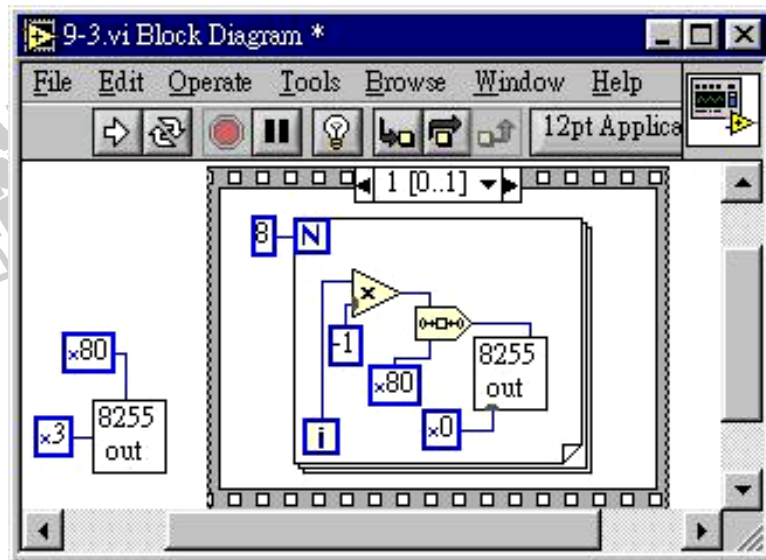 9-3.vi Block Diagram *
File Edit Operate Tools Browse Window Help
12pt Applica
1 [0..1]
8 N
x
-1
x80
8255
out
x0
i
x80
x3
8255
out